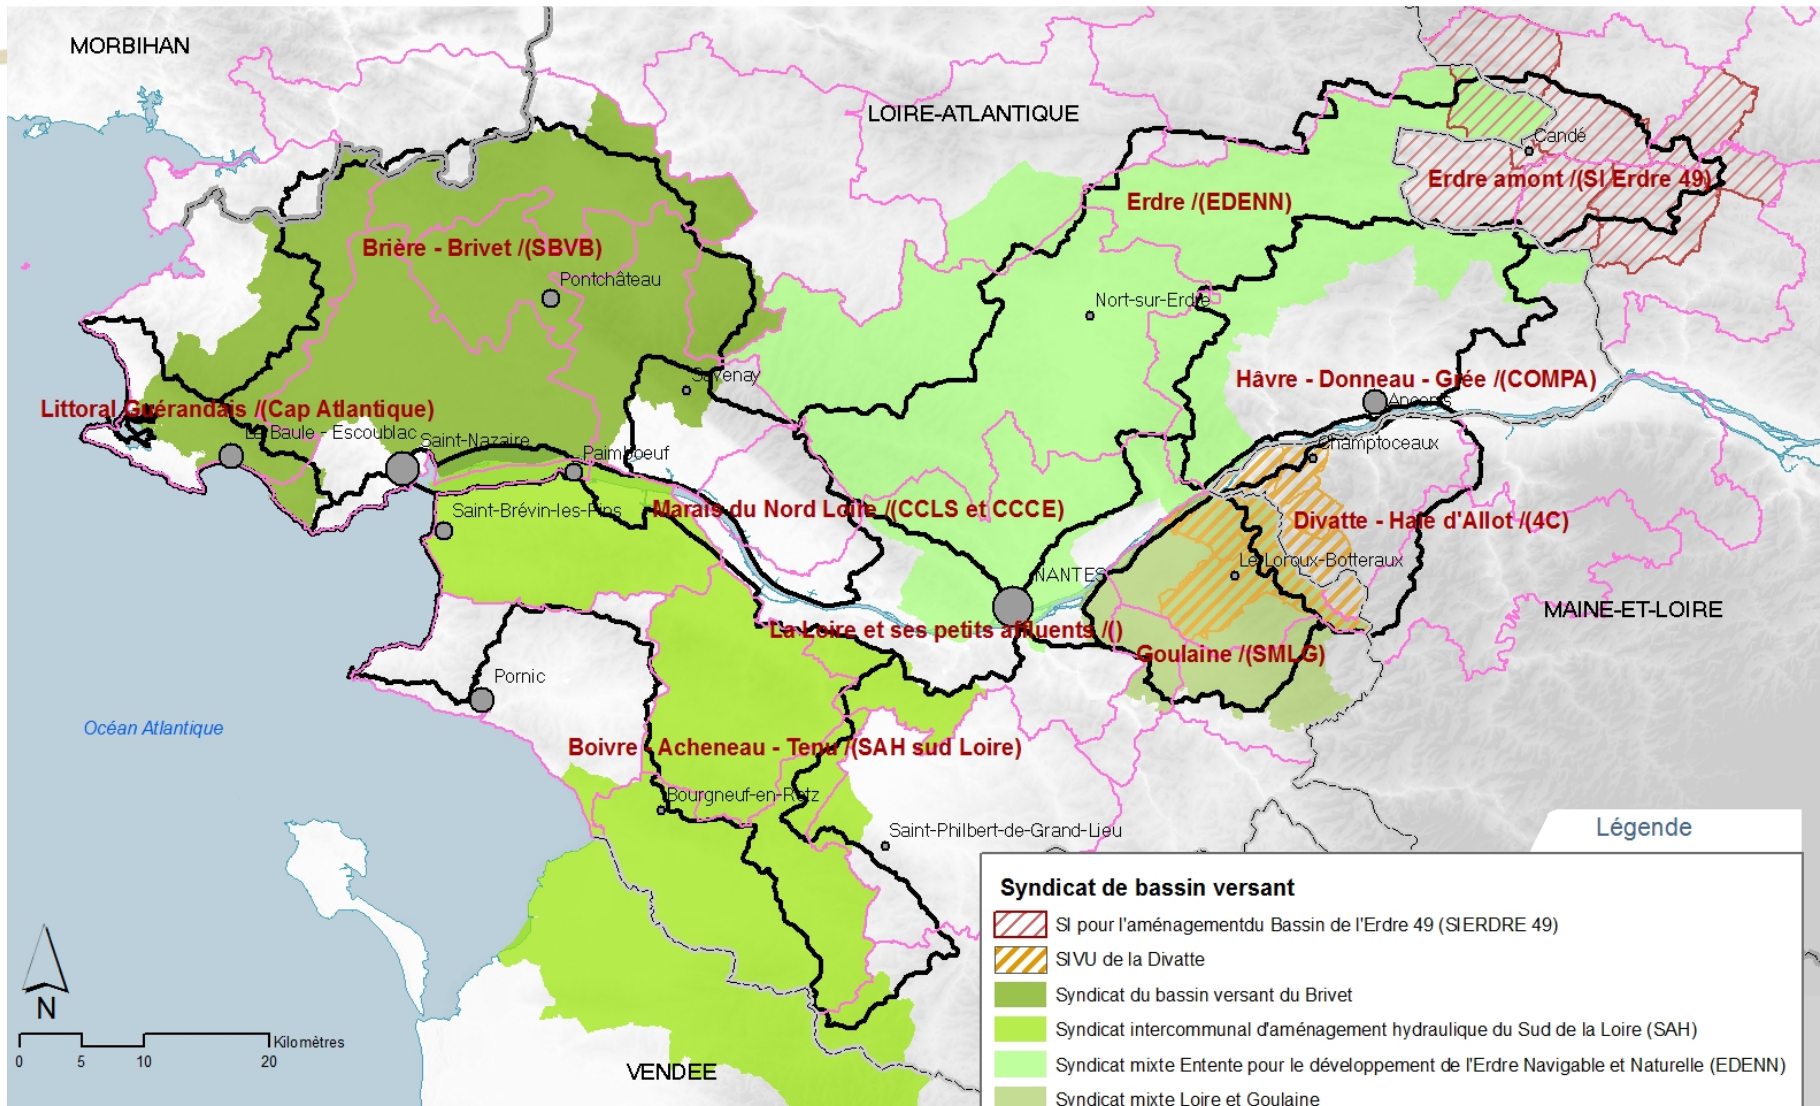 MORBIHAN
LOIRE-ATLANTIQUE
Candé
Erdre amont /(SI Erdre 49)
Erdre /(EDENN)
Brière - Brivet /(SBVB)
Pontchâteau
Nort-sur-Erdre
Savenay
Hâvre - Donneau - Grée /(COMPA)
Ancenis
Littoral Guérandais /(Cap Atlantique)
La Baule - Escoublac
Saint-Nazaire
Champtoceaux
Paimboeuf
Saint-Brévin-les-Pins
Marais du Nord Loire /(CCLS et CCCE)
Divatte - Haie d'Allot /(4C)
Le Loroux-Botteraux
NANTES
MAINE-ET-LOIRE
La Loire et ses petits affluents /()
Goulaine /(SMLG)
Pornic
Océan Atlantique
Boivre - Acheneau - Tenu /(SAH sud Loire)
Bourgneuf-en-Retz
Saint-Philbert-de-Grand-Lieu
Légende
Syndicat de bassin versant
SI pour l'aménagementdu Bassin de l'Erdre 49 (SIERDRE 49)
SIVU de la Divatte
Syndicat du bassin versant du Brivet
Syndicat intercommunal d'aménagement hydraulique du Sud de la Loire (SAH)
Syndicat mixte Entente pour le développement de l'Erdre Navigable et Naturelle (EDENN)
Syndicat mixte Loire et Goulaine
N
Kilomètres
0 5 10 20
VENDEE